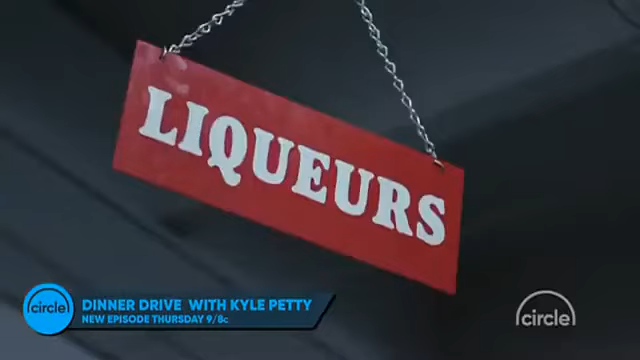 LIQUEURS
circle
DINNER DRIVE WITH KYLE PETTY
NEW EPISODE THURSDAY 9/8c
circle